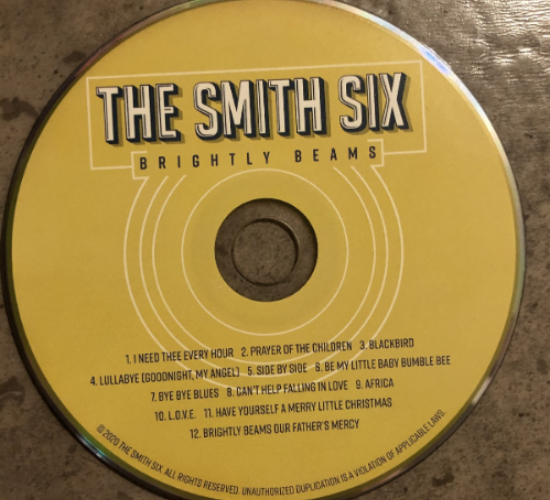 THE SMITH SIX
BRIGHTLY BEAMS
1. I NEED THEE EVERY HOUR 2. PRAYER OF THE CHILDREN 3. BLACKBIRD
4. LULLABYE (GOODNIGHT, MY ANGEL) 5. SIDE BY SIDE 6. BE MY LITTLE BABY BUMBLE BEE
7. BYE BYE BLUES 8. CAN'T HELP FALLING IN LOVE 9. AFRICA
10. L.O.V.E. 11. HAVE YOURSELF A MERRY LITTLE CHRISTMAS
12. BRIGHTLY BEAMS OUR FATHER'S MERCY
© 2020 THE SMITH SIX. ALL RIGHTS RESERVED. UNAUTHORIZED DUPLICATION IS A VIOLATION OF APPLICABLE LAWS.